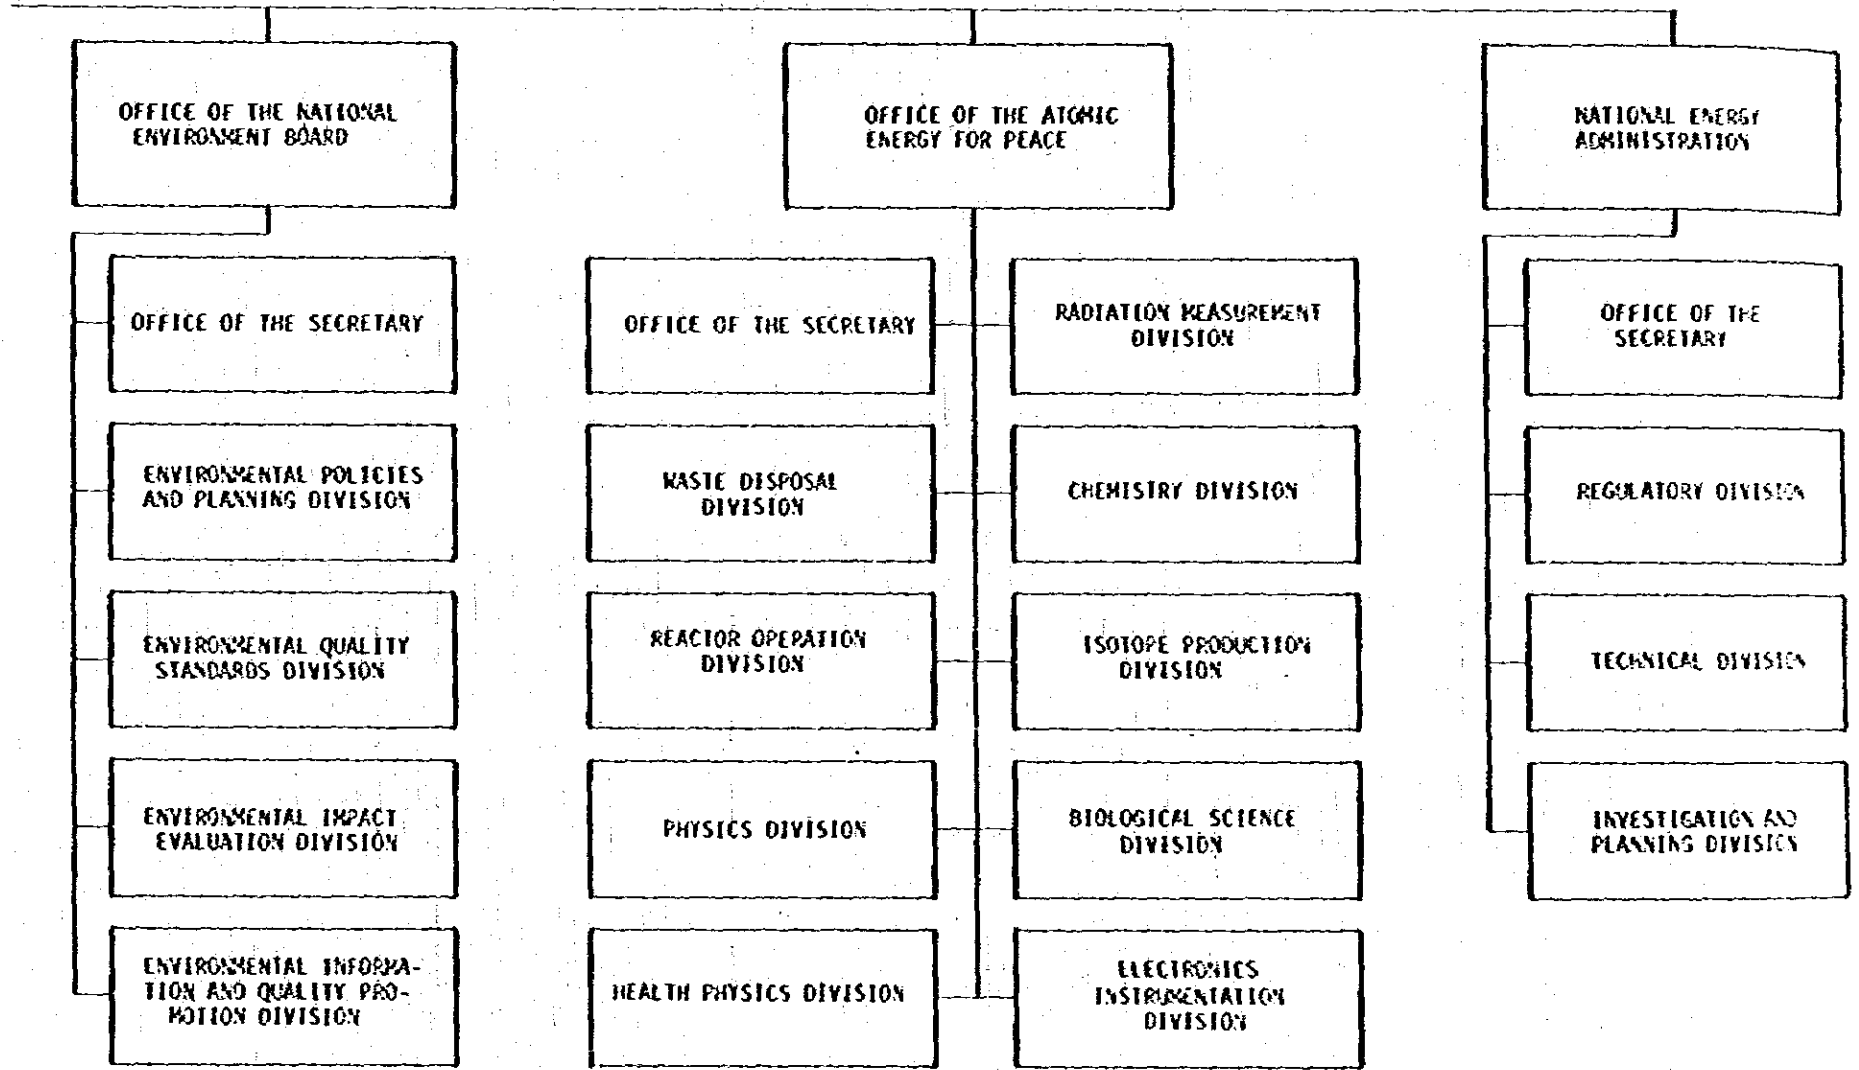 OFFICE OF THE NATIONAL
ENVIRONMENT BOARD
OFFICE OF THE ATOMIC
ENERGY FOR PEACE
NATIONAL ENERGY
ADMINISTRATION
OFFICE OF THE SECRETARY
ENVIRONMENTAL POLICIES
AND PLANNING DIVISION
ENVIRONMENTAL QUALITY
STANDARDS DIVISION
ENVIRONMENTAL IMPACT
EVALUATION DIVISION
ENVIRONMENTAL INFORMA-
TION AND QUALITY PRO-
MOTION DIVISION
OFFICE OF THE SECRETARY
WASTE DISPOSAL
DIVISION
REACTOR OPERATION
DIVISION
PHYSICS DIVISION
HEALTH PHYSICS DIVISION
RADIATION MEASUREMENT
DIVISION
CHEMISTRY DIVISION
ISOTOPE PRODUCTION
DIVISION
BIOLOGICAL SCIENCE
DIVISION
ELECTRONICS
INSTRUMENTATION
DIVISION
OFFICE OF THE
SECRETARY
REGULATORY DIVISION
TECHNICAL DIVISION
INVESTIGATION AND
PLANNING DIVISION